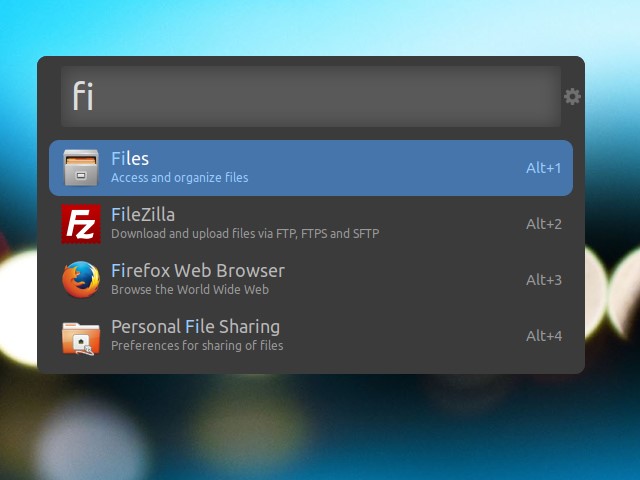 fi
Files
Access and organize files
Alt+1
Fz
FileZilla
Download and upload files via FTP, FTPS and SFTP
Alt+2
Firefox Web Browser
Browse the World Wide Web
Alt+3
Personal File Sharing
Preferences for sharing of files
Alt+4